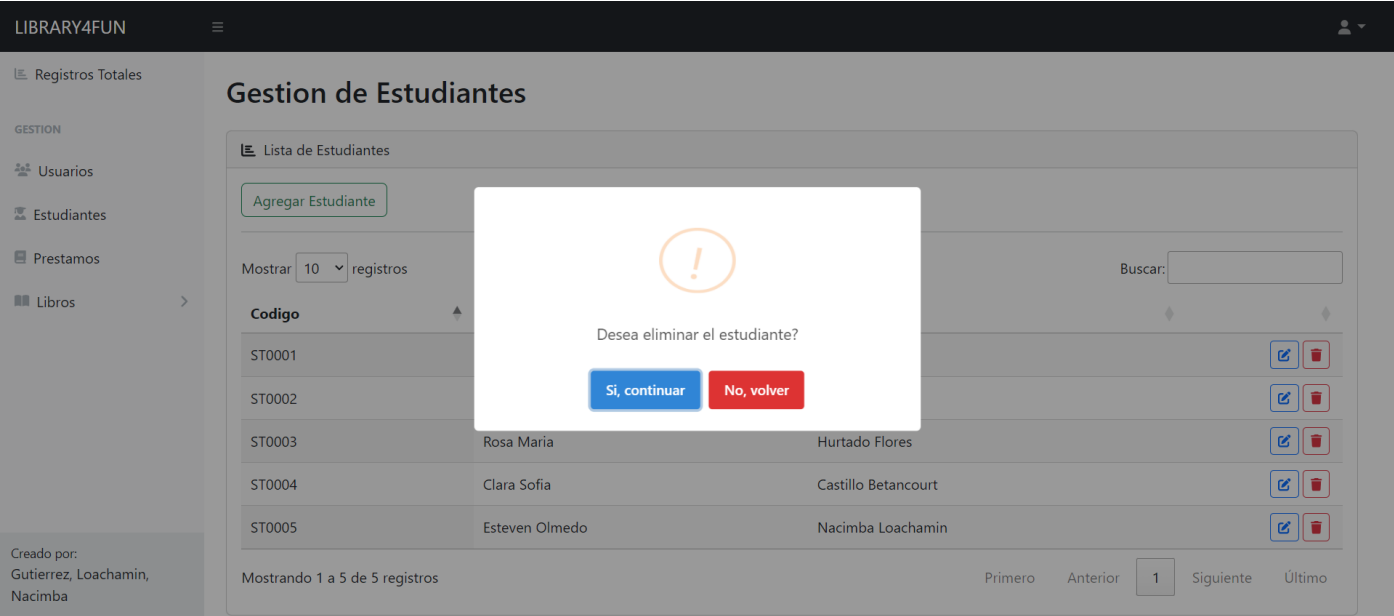 LIBRARY4FUN
Registros Totales
GESTION
Usuarios
Estudiantes
Prestamos
Libros
Creado por:
Gutierrez, Loachamin,
Nacimba
Gestion de Estudiantes
Lista de Estudiantes
Agregar Estudiante
Mostrar 10 registros
Buscar:
Codigo
ST0001
ST0002
ST0003 Rosa Maria Hurtado Flores
ST0004 Clara Sofia Castillo Betancourt
ST0005 Esteven Olmedo Nacimba Loachamin
Mostrando 1 a 5 de 5 registros
Primero Anterior 1 Siguiente Último
!
Desea eliminar el estudiante?
Si, continuar No, volver